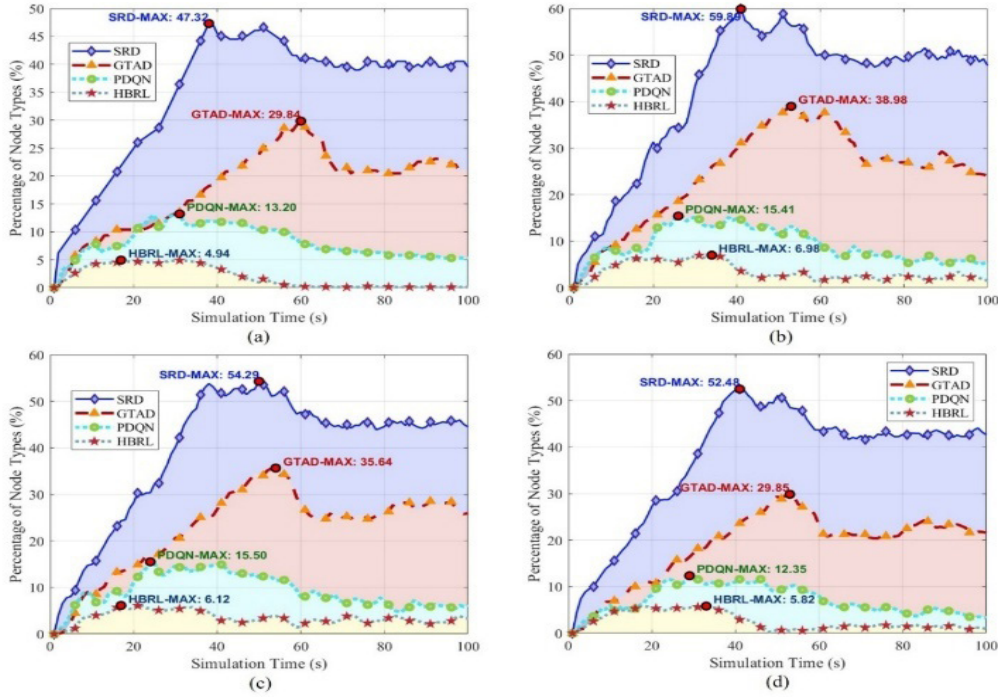 SRD-MAX: 47.32
SRD
GTAD
PDQN
HBRL
GTAD-MAX: 29.84
PDQN-MAX: 13.20
HBRL-MAX: 4.94
Percentage of Node Types (%)
50
45
40
35
30
25
20
15
10
5
0
0 20 40 60 80 100
Simulation Time (s)
(a)
SRD-MAX: 59.89
SRD
GTAD
PDQN
HBRL
GTAD-MAX: 38.98
PDQN-MAX: 15.41
HBRL-MAX: 6.98
Percentage of Node Types (%)
60
50
40
30
20
10
0
0 20 40 60 80 100
Simulation Time (s)
(b)
SRD-MAX: 54.29
SRD
GTAD
PDQN
HBRL
GTAD-MAX: 35.64
PDQN-MAX: 15.50
HBRL-MAX: 6.12
Percentage of Node Types (%)
60
50
40
30
20
10
0
0 20 40 60 80 100
Simulation Time (s)
(c)
SRD-MAX: 52.48
SRD
GTAD
PDQN
HBRL
GTAD-MAX: 29.85
PDQN-MAX: 12.35
HBRL-MAX: 5.82
Percentage of Node Types (%)
60
50
40
30
20
10
0
0 20 40 60 80 100
Simulation Time (s)
(d)